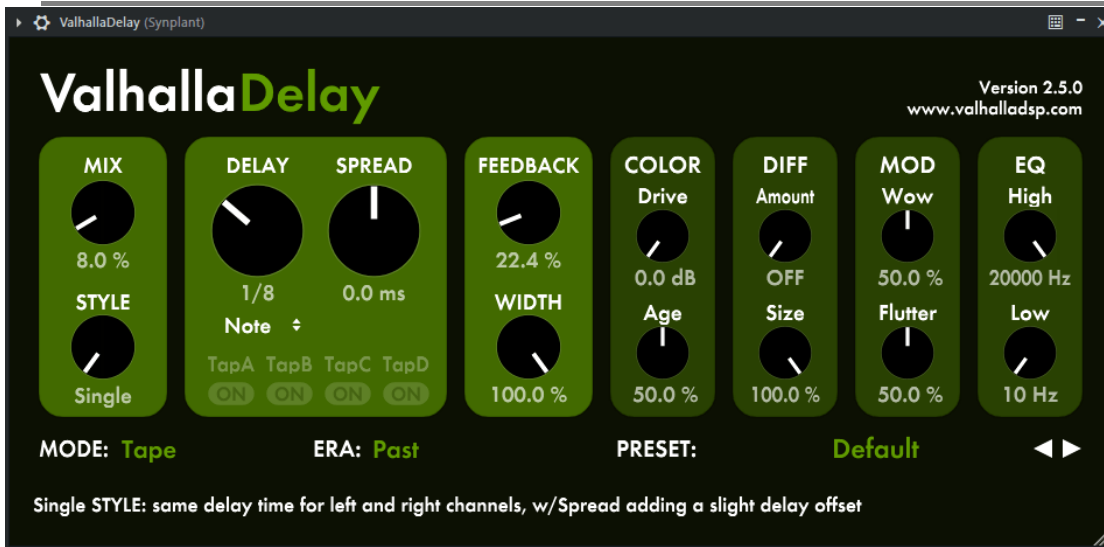 ValhallaDelay (Synplant)
ValhallaDelay
Version 2.5.0
www.valhalladsp.com
MIX
8.0 %
STYLE
Single
DELAY SPREAD
1/8 0.0 ms
Note
TapA TapB TapC TapD
ON ON ON ON
FEEDBACK
22.4 %
WIDTH
100.0 %
COLOR
Drive
0.0 dB
Age
50.0 %
DIFF
Amount
OFF
Size
100.0 %
MOD
Wow
50.0 %
Flutter
50.0 %
EQ
High
20000 Hz
Low
10 Hz
MODE: Tape ERA: Past PRESET: Default
Single STYLE: same delay time for left and right channels, w/Spread adding a slight delay offset